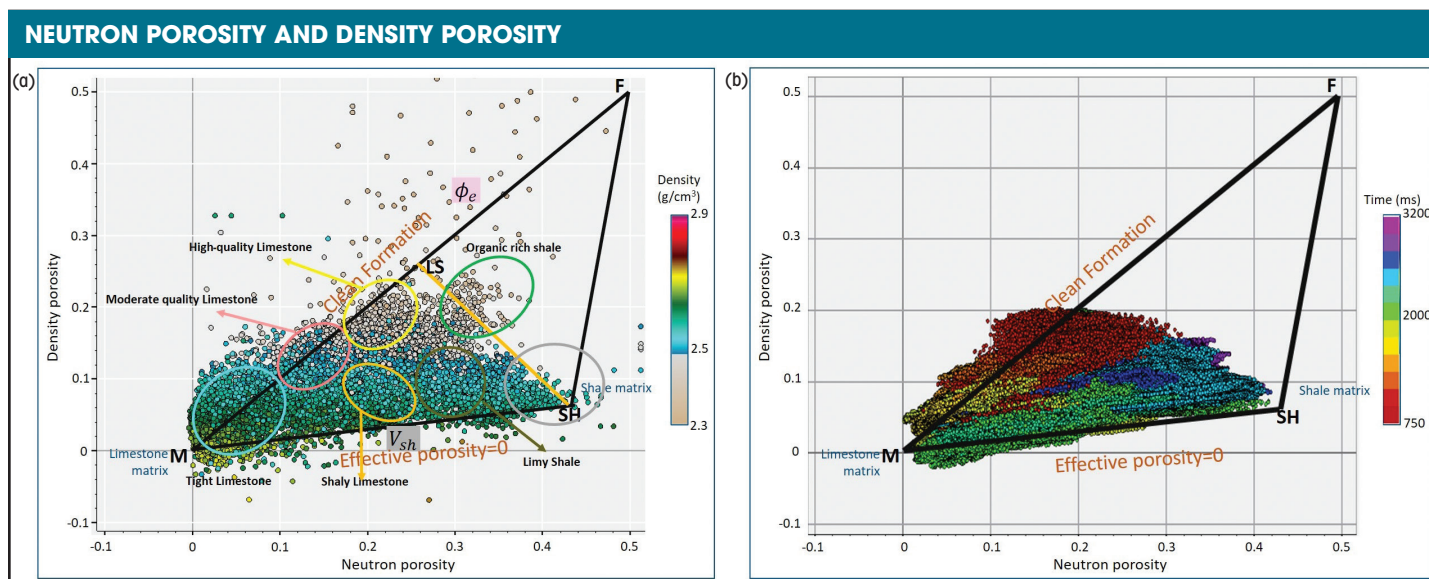 NEUTRON POROSITY AND DENSITY POROSITY
(a)
0.5
0.4
0.3
0.2
0.1
0
-0.1
Density porosity
-0.1
0
0.1
0.2
0.3
0.4
0.5
Neutron porosity
F
ϕe
High-quality Limestone
Clean Formation
Organic rich shale
LS
Moderate quality Limestone
Shale matrix
SH
M
Limestone
matrix
Vsh
Effective porosity=0
Tight Limestone
Shaly Limestone
Limy Shale
Density
(g/cm³)
2.9
2.5
2.3
(b)
0.5
0.4
0.3
0.2
0.1
0
-0.1
Density porosity
-0.1
0
0.1
0.2
0.3
0.4
0.5
Neutron porosity
F
Clean Formation
Shale matrix
SH
M
Limestone
matrix
Effective porosity=0
Time (ms)
3200
2000
750